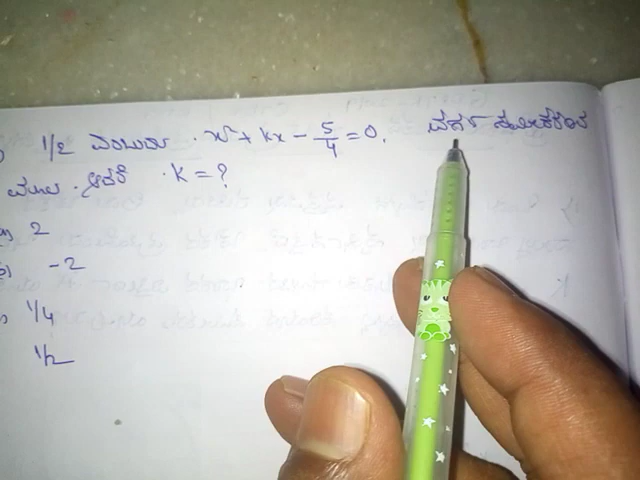 1/2 ಎಂಬುದು x² + kx - 5/4 = 0. ವರ್ಗ ಸಮೀಕರಣದ
ಮೂಲ ಆದರೆ k = ?
2
-2
1/4
1/2